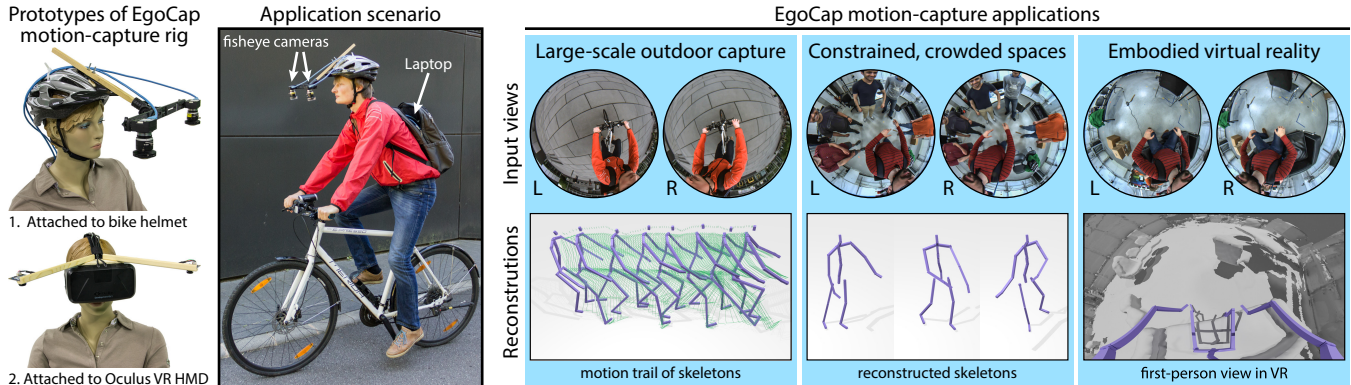 Prototypes of EgoCap
motion-capture rig
1. Attached to bike helmet
2. Attached to Oculus VR HMD
Application scenario
fisheye cameras
Laptop
EgoCap motion-capture applications
Large-scale outdoor capture
Constrained, crowded spaces
Embodied virtual reality
Input views
L
R
L
R
L
R
Reconstrutions
motion trail of skeletons
reconstructed skeletons
first-person view in VR